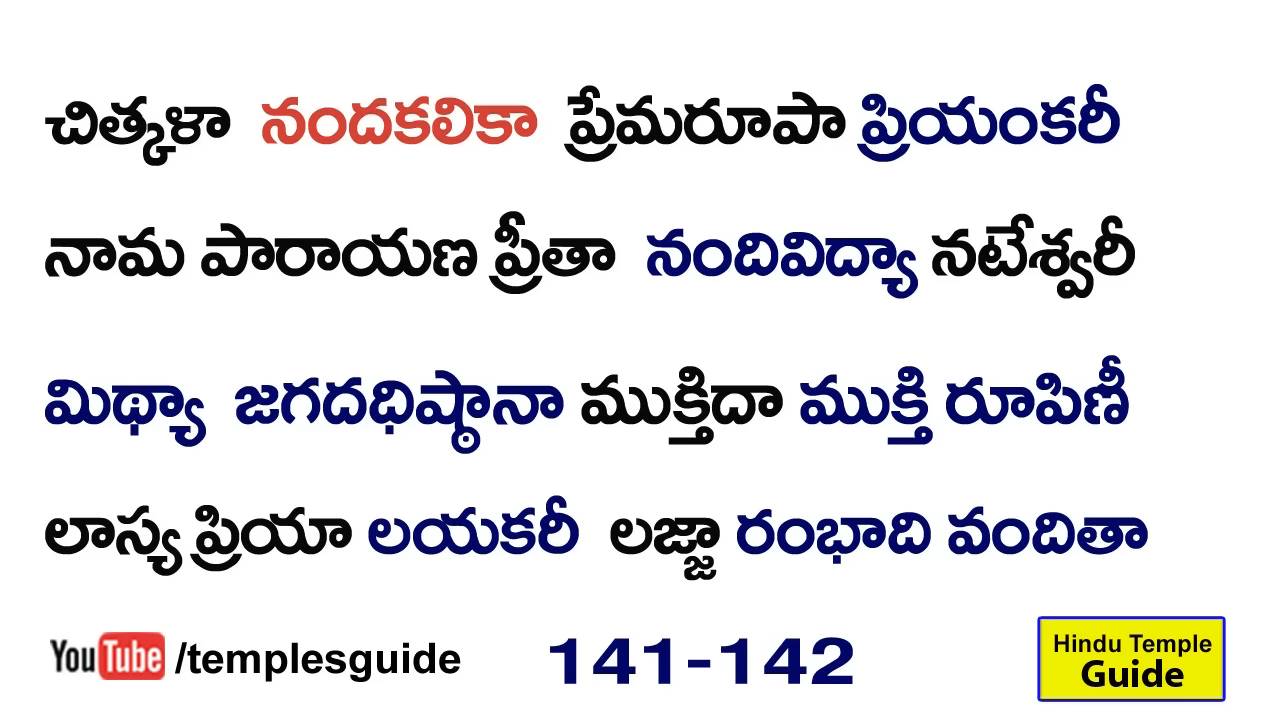 చిత్కళా నందకలికా ప్రేమరూపా ప్రియంకరీ
నామ పారాయణ ప్రీతా నందివిద్యా నటేశ్వరీ
మిథ్యా జగదధిష్ఠానా ముక్తిదా ముక్తి రూపిణీ
లాస్య ప్రియా లయకరీ లజ్జా రంభాది వందితా
YouTube /templesguide 141-142 Hindu Temple
Guide